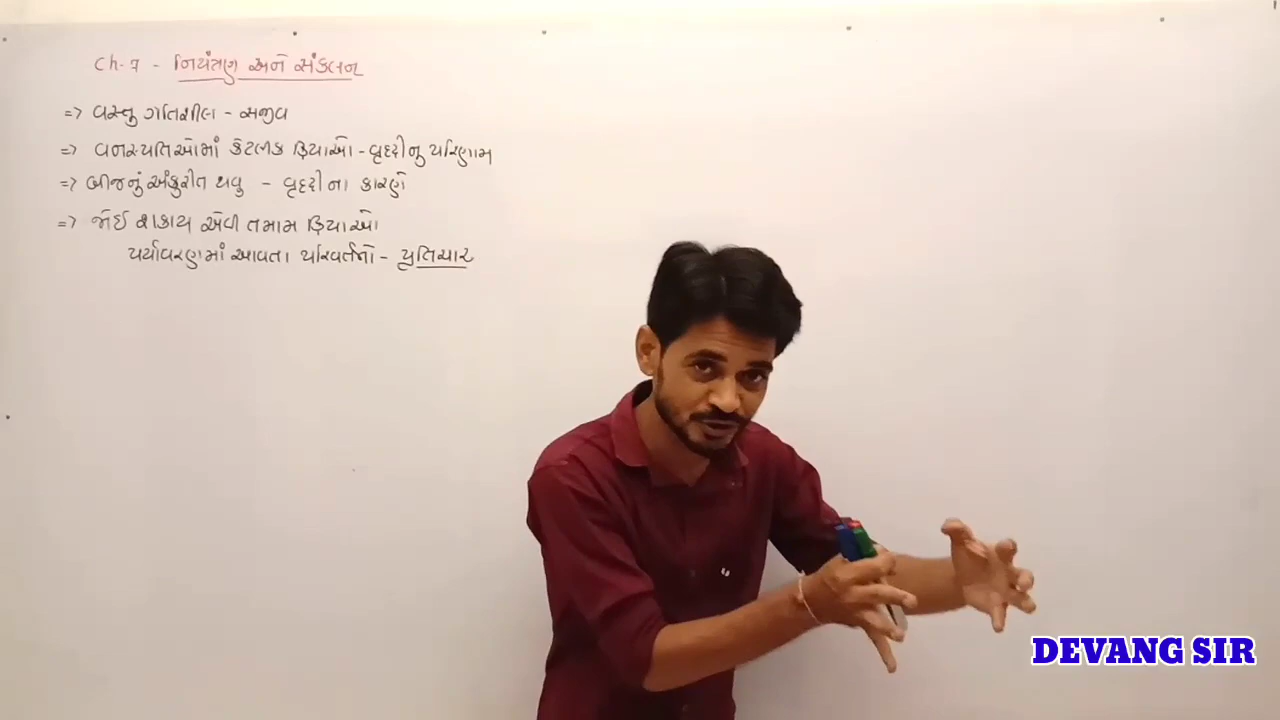 Ch-7 - નિયંત્રણ અને સંકલન
=> વસ્તુ ગતિશીલ - સજીવ
=> વનસ્પતિઓમાં કેટલીક ક્રિયાઓ - વૃદ્ધીનુ પરિણામ
=> બીજનું અંકુરીત થવુ - વૃદ્ધીના કારણે
=> જોઈ શકાય એવી તમામ ક્રિયાઓ
પર્યાવરણમાં આવતા પરિવર્તનો - પ્રતિચાર
DEVANG SIR